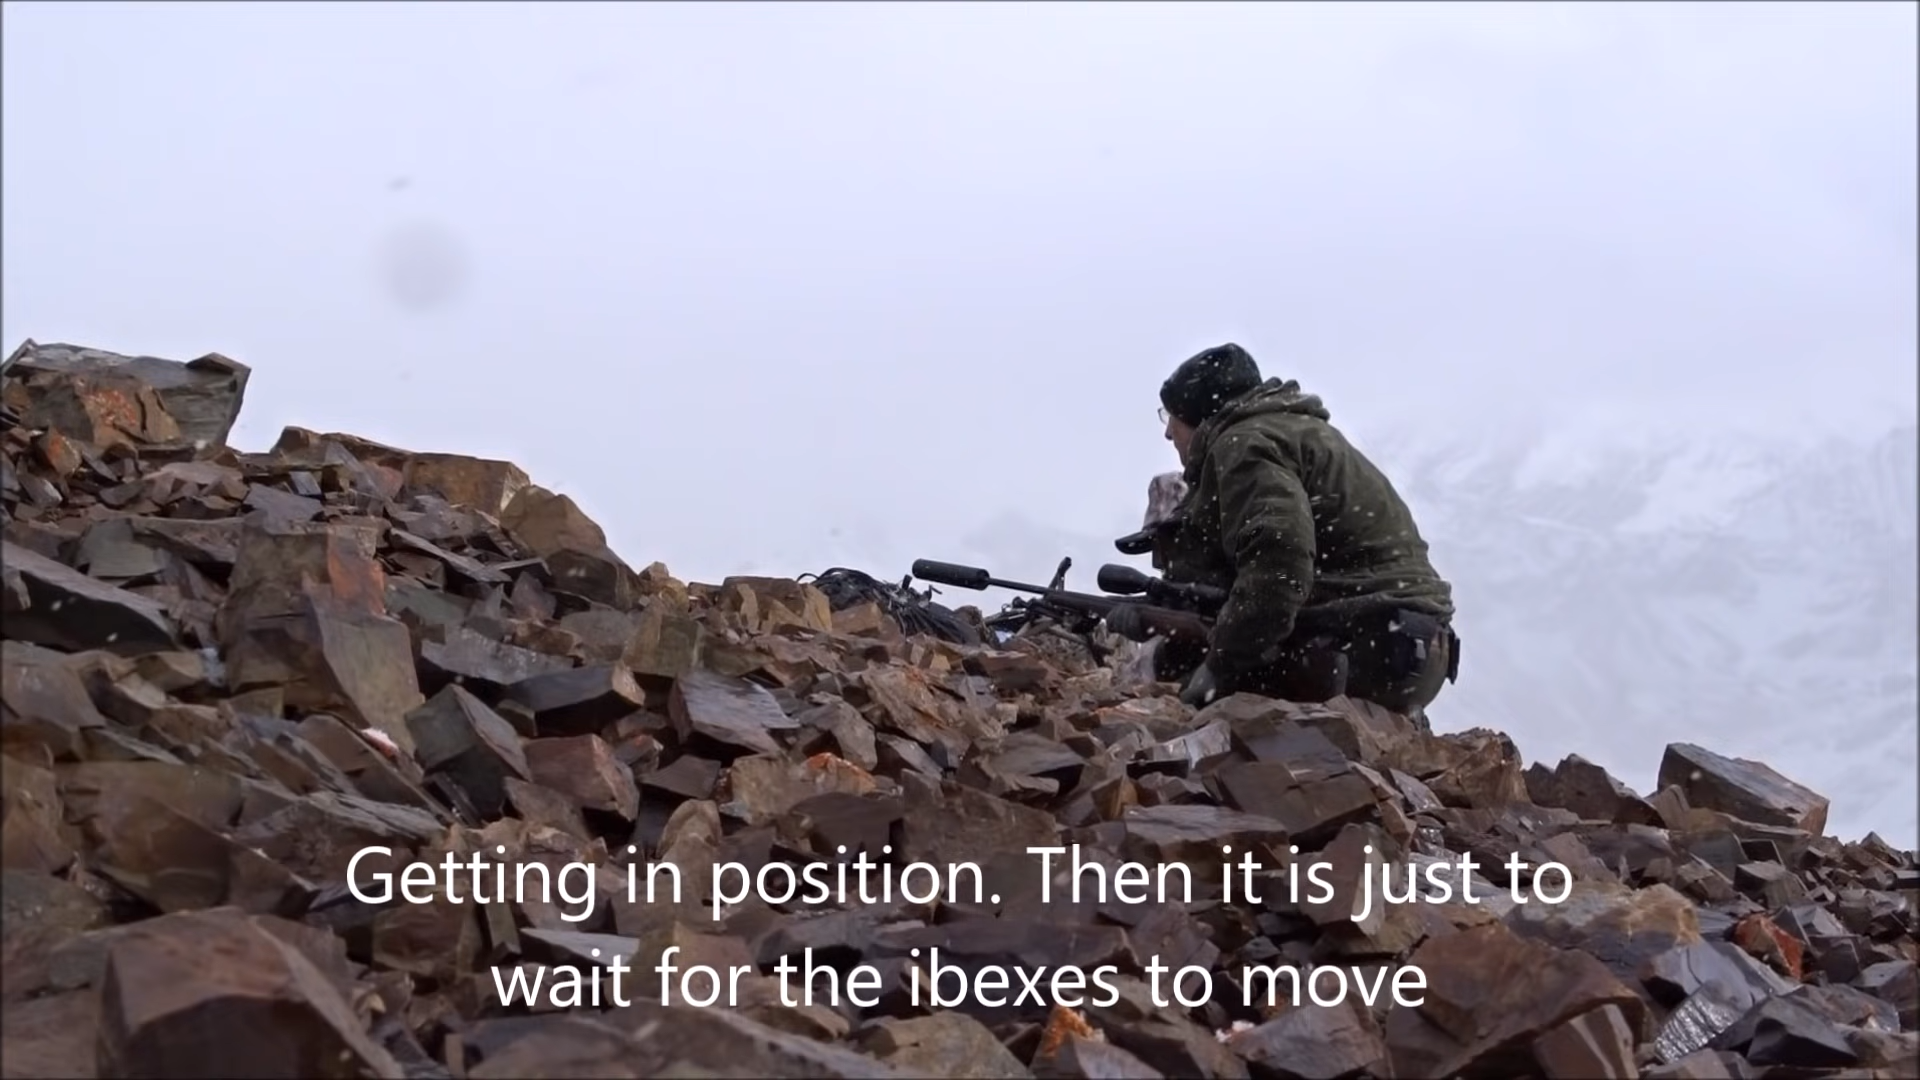 Getting in position. Then it is just to
wait for the ibexes to move